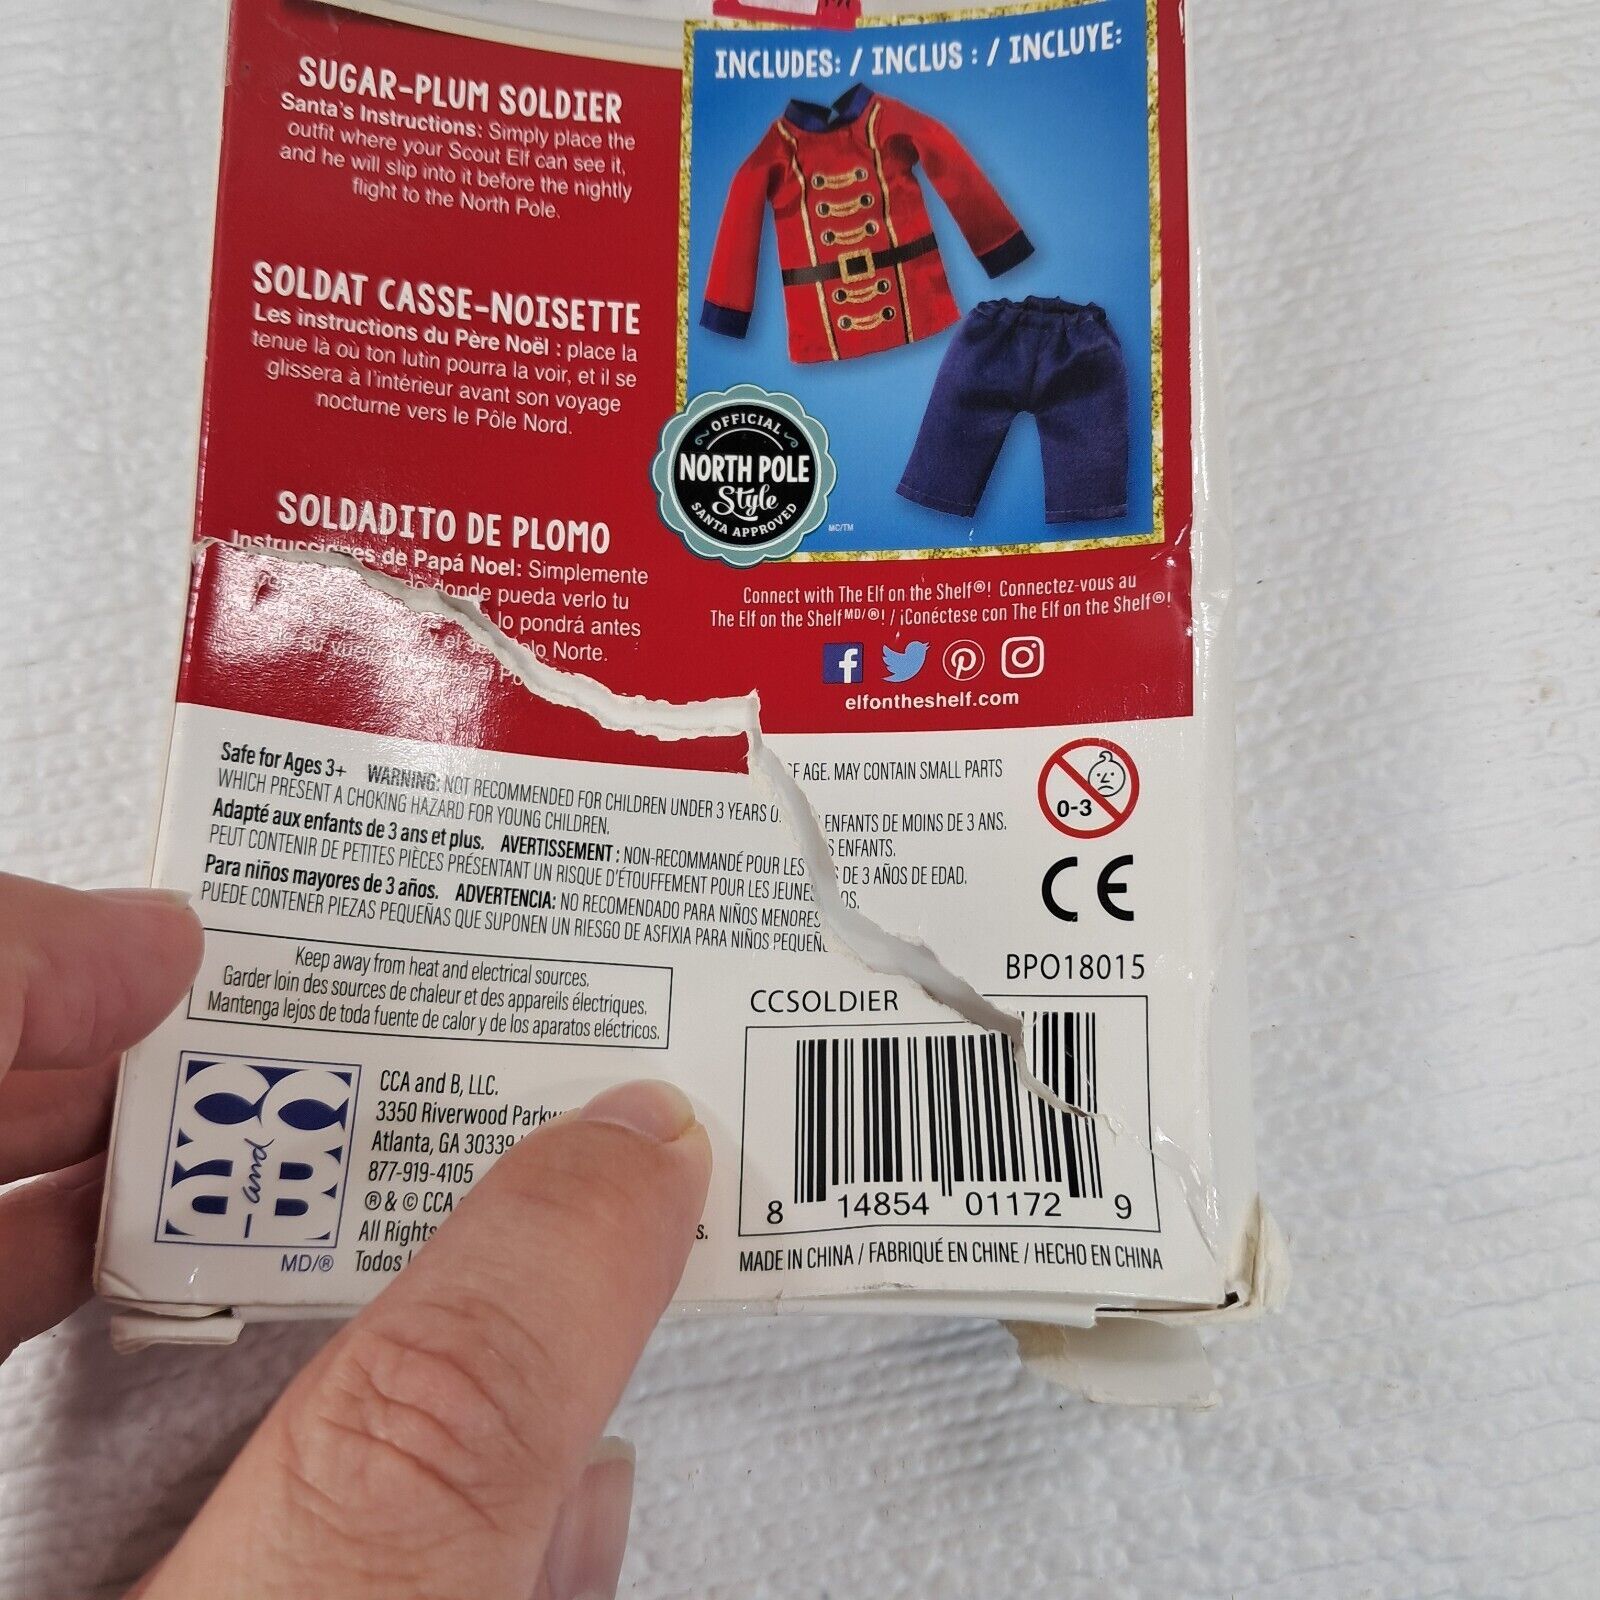 SUGAR-PLUM SOLDIER
Santa's Instructions: Simply place the
outfit where your Scout Elf can see it,
and he will slip into it before the nightly
flight to the North Pole.
SOLDAT CASSE-NOISETTE
Les instructions du Père Noël : place la
tenue là où ton lutin pourra la voir, et il se
glissera à l'intérieur avant son voyage
nocturne vers le Pôle Nord.
SOLDADITO DE PLOMO
de Papá Noel: Simplemente
donde pueda verlo tu
lo pondrá antes
Norte.
INCLUDES: / INCLUS : / INCLUYE:
OFFICIAL
NORTH POLE
Style
SANTA APPROVED
MC/TM
Connect with The Elf on the Shelf®! Connectez-vous au
The Elf on the Shelf MD/®! / ¡Conéctese con The Elf on the Shelf®!
elfontheshelf.com
Safe for Ages 3+ WARNING: NOT RECOMMENDED FOR CHILDREN UNDER 3 YEARS AGE. MAY CONTAIN SMALL PARTS
WHICH PRESENT A CHOKING HAZARD FOR YOUNG CHILDREN.
Adapté aux enfants de 3 ans et plus. AVERTISSEMENT : NON-RECOMMANDÉ POUR LES ENFANTS DE MOINS DE 3 ANS.
PEUT CONTENIR DE PETITES PIÈCES PRÉSENTANT UN RISQUE D'ÉTOUFFEMENT POUR LES JEUNES ENFANTS.
Para niños mayores de 3 años. ADVERTENCIA: NO RECOMENDADO PARA NIÑOS MENORES DE 3 AÑOS DE EDAD.
PUEDE CONTENER PIEZAS PEQUEÑAS QUE SUPONEN UN RIESGO DE ASFIXIA PARA NIÑOS
0-3
CE
BPO18015
Keep away from heat and electrical sources.
Garder loin des sources de chaleur et des appareils électriques.
Mantenga lejos de toda fuente de calor y de los aparatos eléctricos.
CCSOLDIER
8 14854 01172 9
MADE IN CHINA / FABRIQUÉ EN CHINE / HECHO EN CHINA
and
MD/®
CCA and B, LLC.
3350 Riverwood
Atlanta, GA 30339
877-919-4105
® & © CCA
All Rights
Todos